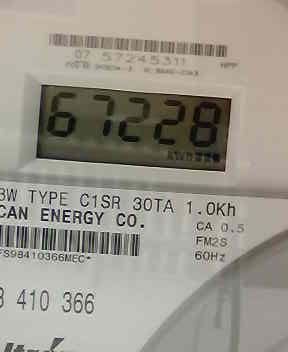 07 57245311
67228
3W TYPE C1SR 30TA 1.0Kh
CAN ENERGY CO.
CA 0.5
FM2S
60Hz
FS98410366MEC*
410 366